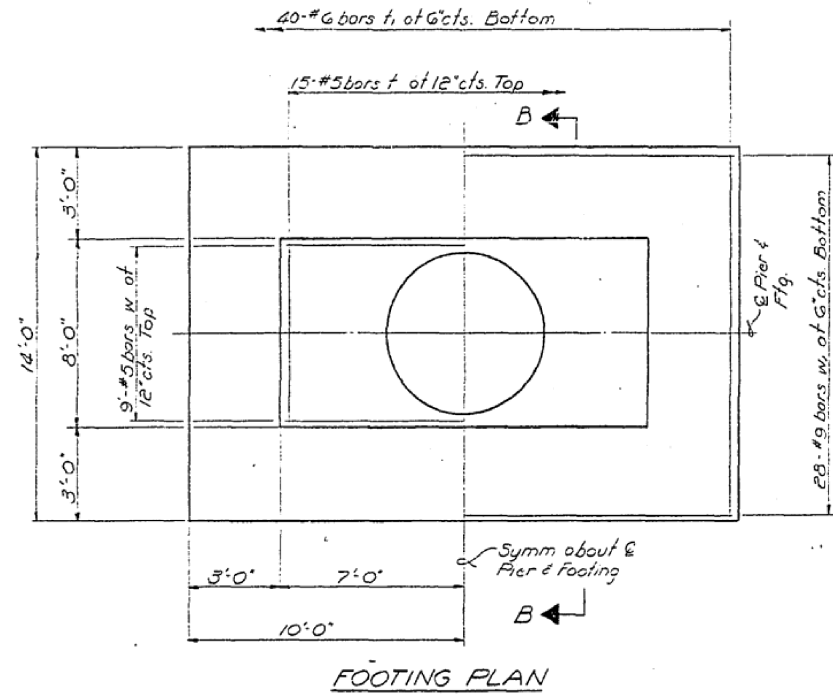 40-#6 bars t, at 6"cts. Bottom
15-#5 bars t at 12"cts. Top
B
3'-0"
8'-0"
3'-0"
14'-0"
9'-#5 bars w at
12"cts. Top
℄ Pier &
Ftg.
28-#9 bars w, at 6"cts. Bottom
Symm about ℄
Pier & Footing
3'-0"
7'-0"
10'-0"
B
FOOTING PLAN